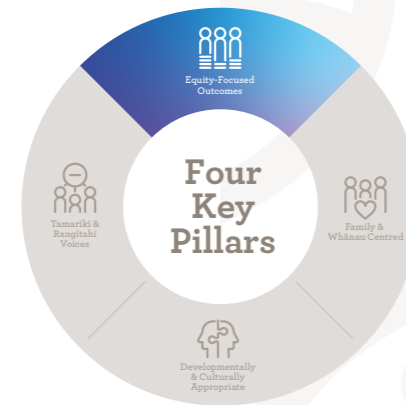 Equity-Focused
Outcomes
Four
Key
Pillars
Tamariki &
Rangitahi
Voices
Family &
Whānau Centred
Developmentally
& Culturally
Appropriate